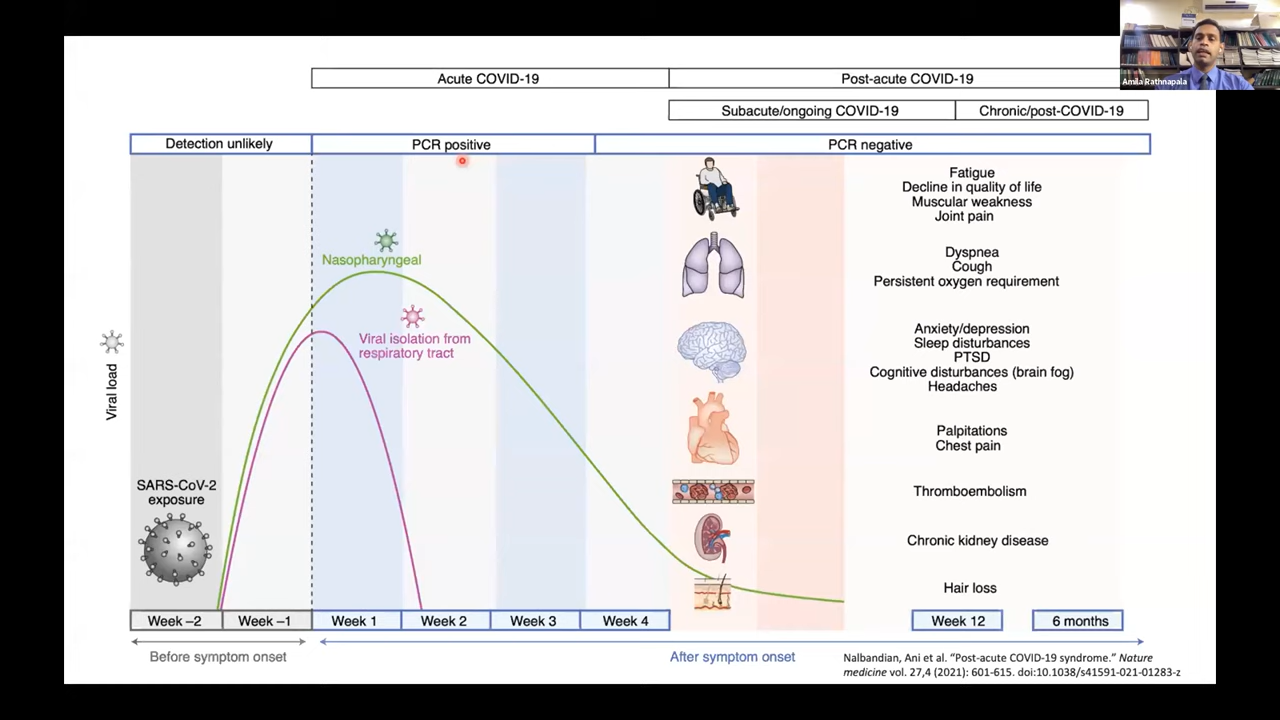 Amila Rathnapala
Acute COVID-19
Post-acute COVID-19
Subacute/ongoing COVID-19
Chronic/post-COVID-19
Detection unlikely
PCR positive
PCR negative
Nasopharyngeal
Viral isolation from
respiratory tract
Viral load
SARS-CoV-2
exposure
Fatigue
Decline in quality of life
Muscular weakness
Joint pain
Dyspnea
Cough
Persistent oxygen requirement
Anxiety/depression
Sleep disturbances
PTSD
Cognitive disturbances (brain fog)
Headaches
Palpitations
Chest pain
Thromboembolism
Chronic kidney disease
Hair loss
Week –2
Week –1
Week 1
Week 2
Week 3
Week 4
Week 12
6 months
Before symptom onset
After symptom onset
Nalbandian, Ani et al. “Post-acute COVID-19 syndrome.” Nature
medicine vol. 27,4 (2021): 601-615. doi:10.1038/s41591-021-01283-z